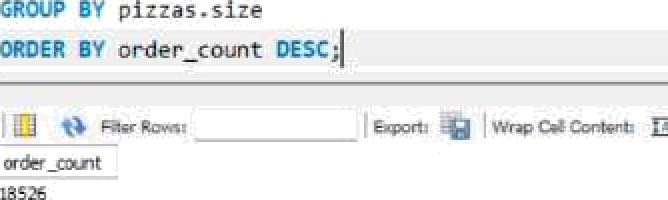 GROUP BY pizzas.size
ORDER BY order_count DESC;
Filter Rows: Export: Wrap Cell Content:
order_count
18526